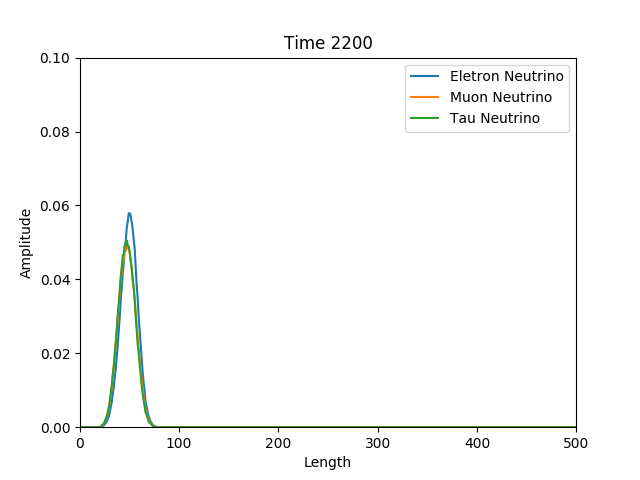 Time 2200
Eletron Neutrino
Muon Neutrino
Tau Neutrino
Amplitude
0.10
0.08
0.06
0.04
0.02
0.00
0
100
200
300
400
500
Length